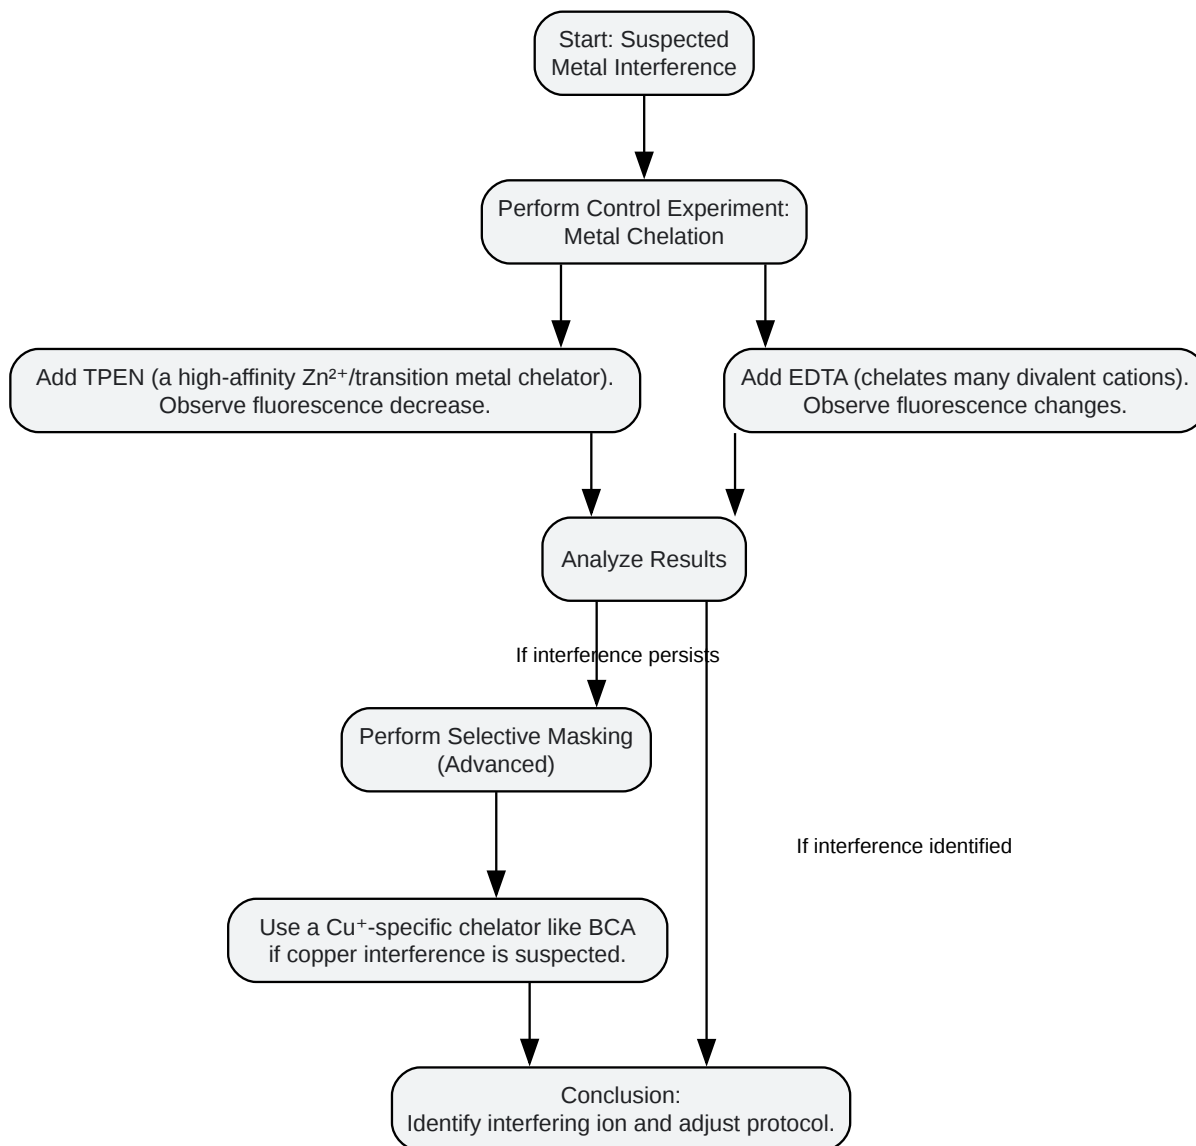 Start: Suspected
Metal Interference
Perform Control Experiment:
Metal Chelation
Add TPEN (a high-affinity Zn²⁺/transition metal chelator).
Observe fluorescence decrease.
Add EDTA (chelates many divalent cations).
Observe fluorescence changes.
Analyze Results
If interference persists
Perform Selective Masking
(Advanced)
If interference identified
Use a Cu⁺-specific chelator like BCA
if copper interference is suspected.
Conclusion:
Identify interfering ion and adjust protocol.